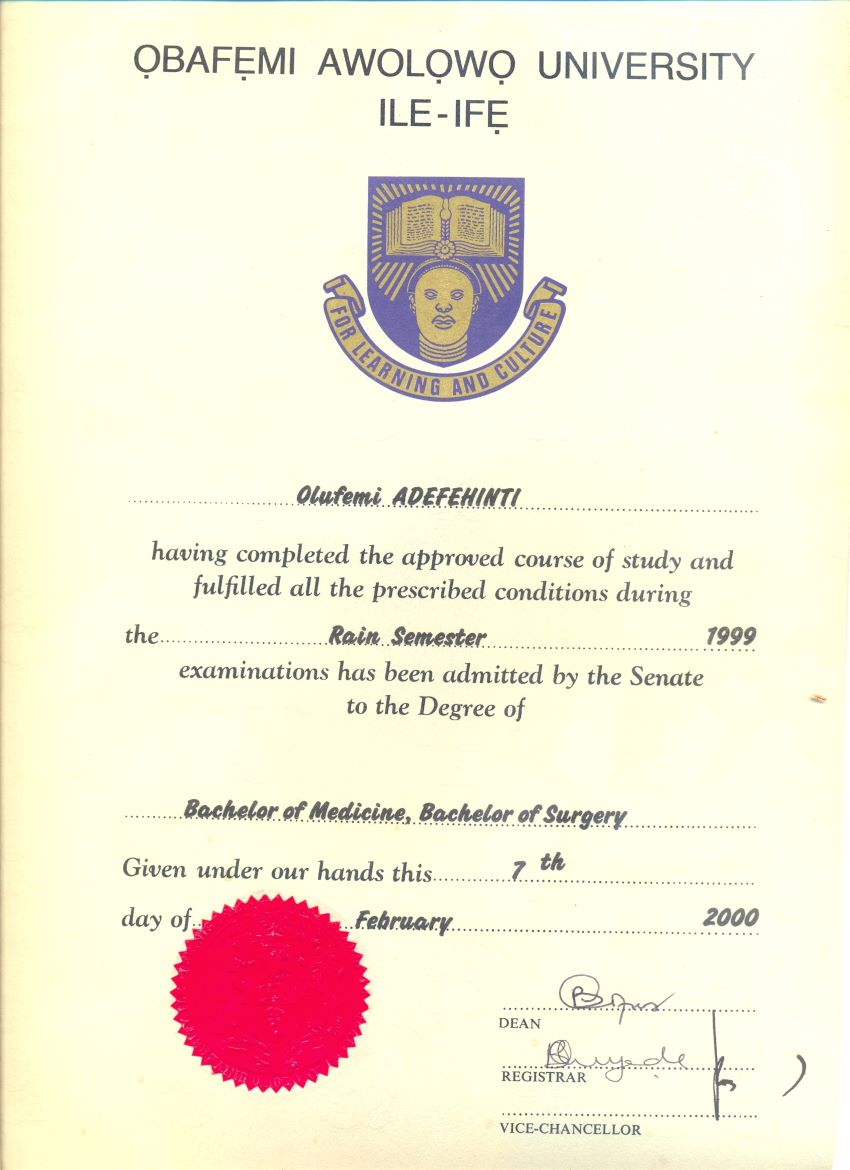 ỌBAFẸMI AWOLỌWỌ UNIVERSITY
ILE-IFẸ
FOR LEARNING AND CULTURE
Olufemi ADEFEHINTI
having completed the approved course of study and
fulfilled all the prescribed conditions during
the Rain Semester 1999
examinations has been admitted by the Senate
to the Degree of
Bachelor of Medicine, Bachelor of Surgery
Given under our hands this 7th
day of February 2000
DEAN
REGISTRAR
VICE-CHANCELLOR